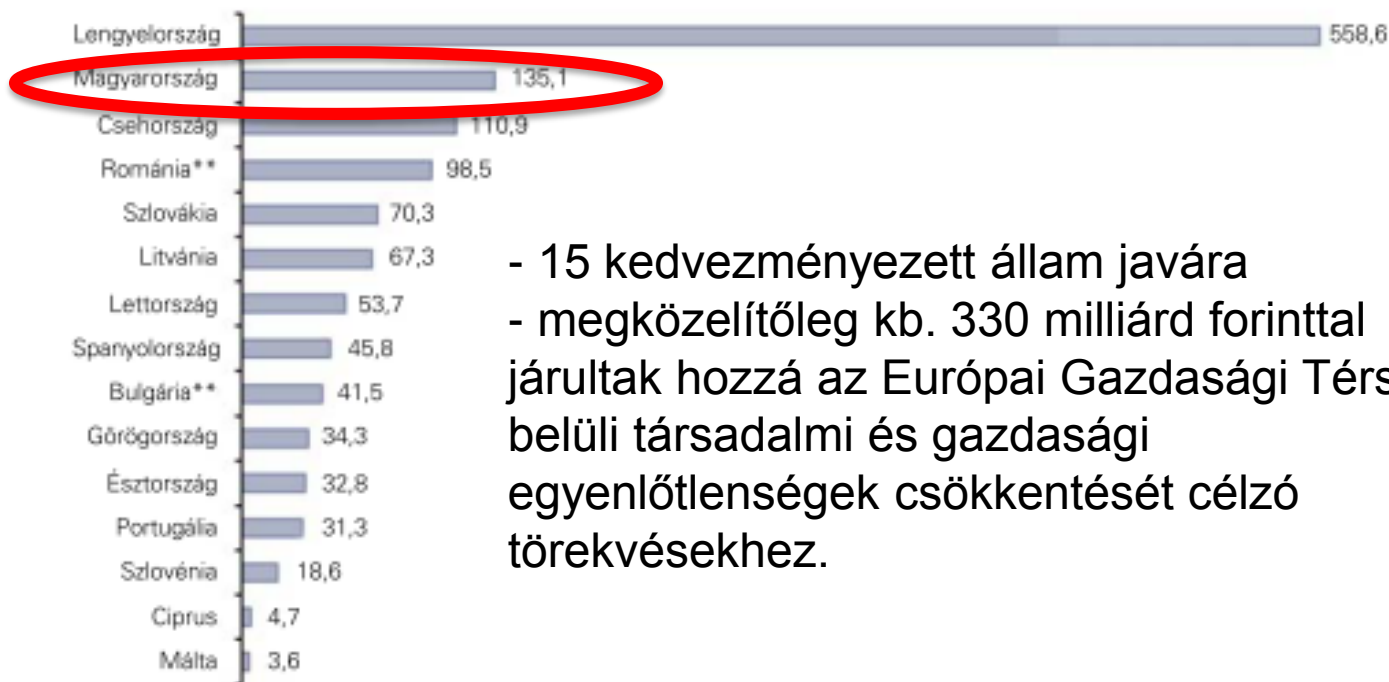 Lengyelország 558,6
Magyarország 135,1
Csehország 110,9
Románia** 98,5
Szlovákia 70,3
Litvánia 67,3
Lettország 53,7
Spanyolország 45,8
Bulgária** 41,5
Görögország 34,3
Észtország 32,8
Portugália 31,3
Szlovénia 18,6
Ciprus 4,7
Málta 3,6
- 15 kedvezményezett állam javára
- megközelítőleg kb. 330 milliárd forinttal
járultak hozzá az Európai Gazdasági Térs
belüli társadalmi és gazdasági
egyenlőtlenségek csökkentését célzó
törekvésekhez.